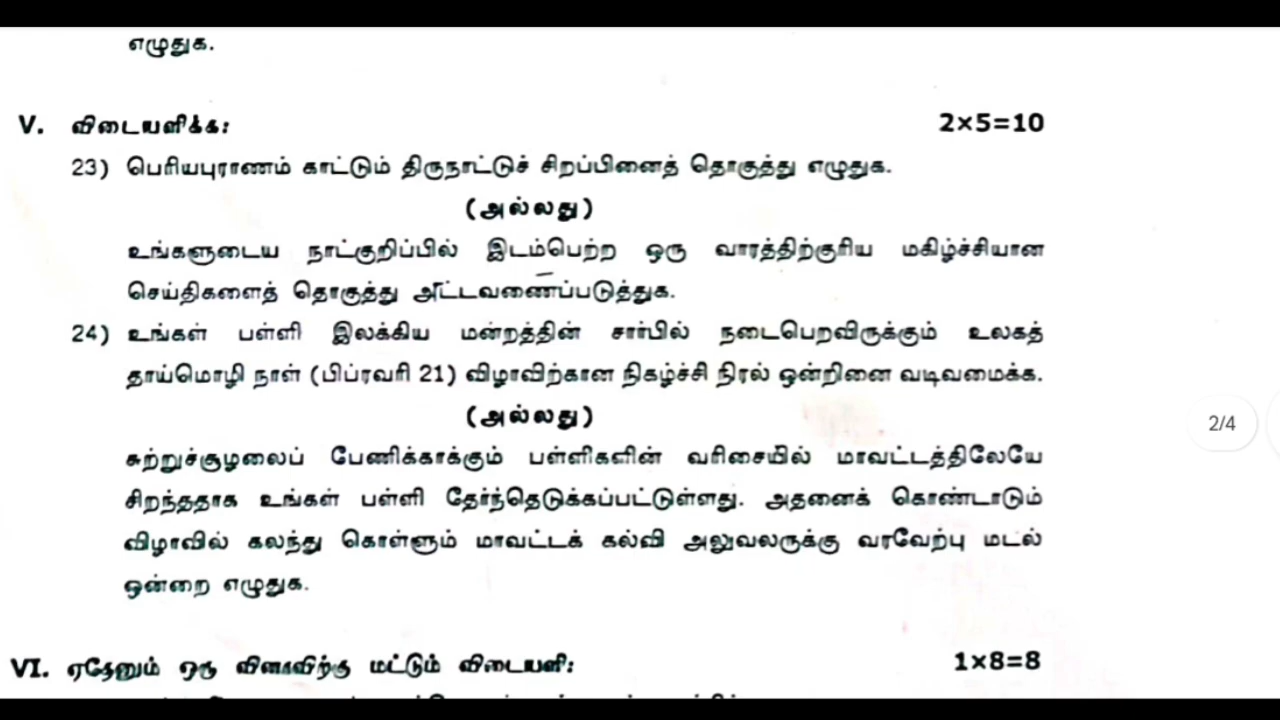 எழுதுக.
V. விடையளிக்க: 2×5=10
23) பெரியபுராணம் காட்டும் திருநாட்டுச் சிறப்பினைத் தொகுத்து எழுதுக.
(அல்லது)
உங்களுடைய நாட்குறிப்பில் இடம்பெற்ற ஒரு வாரத்திற்குரிய மகிழ்ச்சியான
செய்திகளைத் தொகுத்து அட்டவணைப்படுத்துக.
24) உங்கள் பள்ளி இலக்கிய மன்றத்தின் சார்பில் நடைபெறவிருக்கும் உலகத்
தாய்மொழி நாள் (பிப்ரவரி 21) விழாவிற்கான நிகழ்ச்சி நிரல் ஒன்றினை வடிவமைக்க.
(அல்லது)
சுற்றுச்சூழலைப் பேணிக்காக்கும் பள்ளிகளின் வரிசையில் மாவட்டத்திலேயே
சிறந்ததாக உங்கள் பள்ளி தேர்ந்தெடுக்கப்பட்டுள்ளது. அதனைக் கொண்டாடும்
விழாவில் கலந்து கொள்ளும் மாவட்டக் கல்வி அலுவலருக்கு வரவேற்பு மடல்
ஒன்றை எழுதுக.
2/4
VI. ஏதேனும் ஒரு வினாவிற்கு மட்டும் விடையளி: 1×8=8